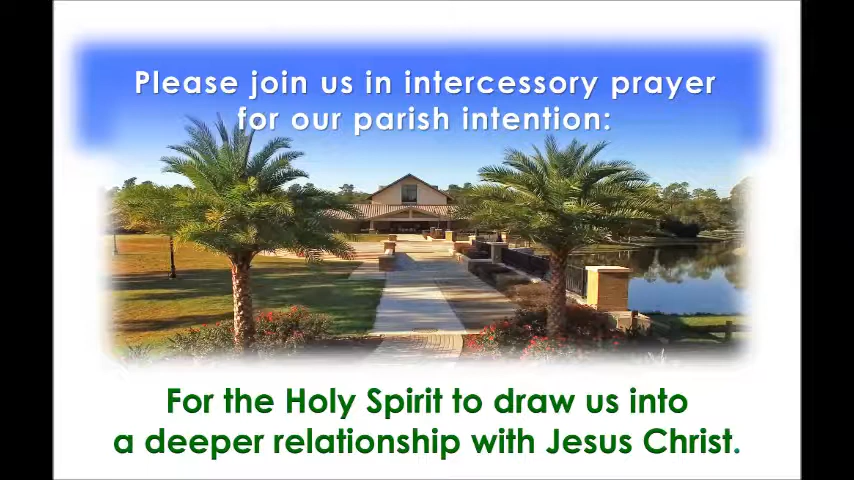 Please join us in intercessory prayer
for our parish intention:
For the Holy Spirit to draw us into
a deeper relationship with Jesus Christ.